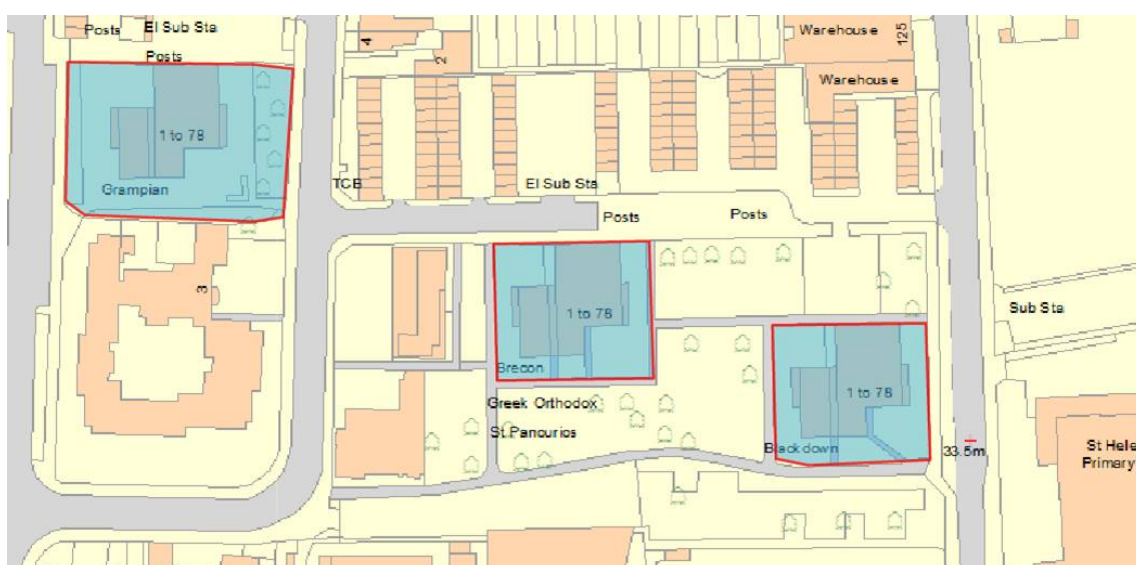 Posts
El Sub Sta
Posts
4
2
Warehouse
125
Warehouse
1 to 78
Grampian
TCB
El Sub Sta
Posts
Posts
3
1 to 78
Brecon
Sub Sta
1 to 78
Greek Orthodox
St Panourios
Blackdown
33.5m
St Hele
Primary